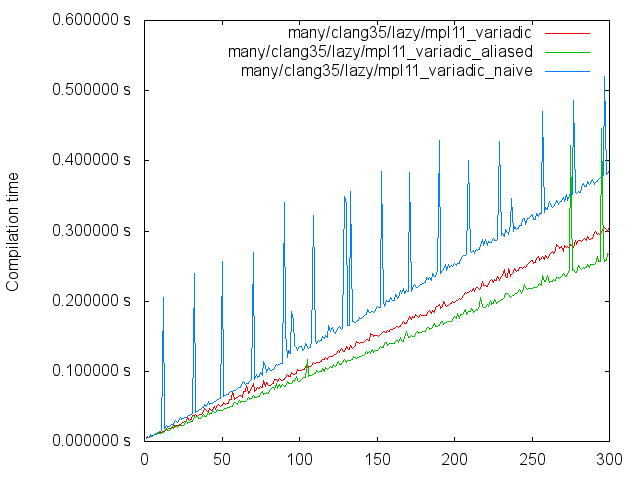 0.600000 s
many/clang35/lazy/mpl11_variadic
many/clang35/lazy/mpl11_variadic_aliased
many/clang35/lazy/mpl11_variadic_naive
0.500000 s
0.400000 s
0.300000 s
0.200000 s
0.100000 s
0.000000 s
Compilation time
0 50 100 150 200 250 300